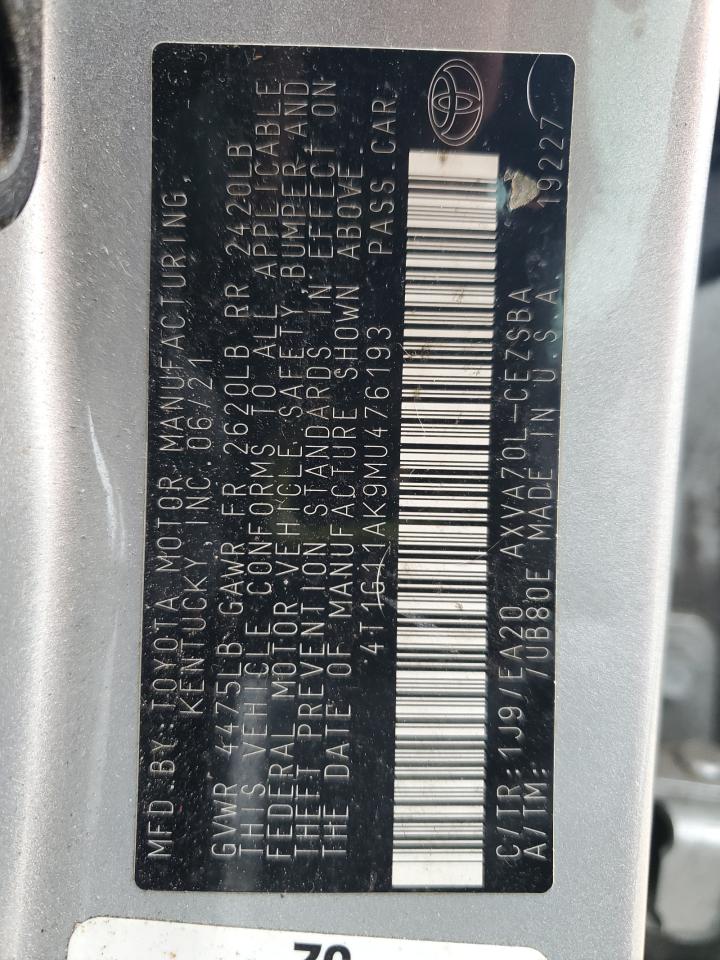 MFD.BY:TOYOTA MOTOR MANUFACTURING,
KENTUCKY, INC. 06/21
GVWR 4475LB GAWR FR 2620LB RR 2420LB
THIS VEHICLE CONFORMS TO ALL APPLICABLE
FEDERAL MOTOR VEHICLE SAFETY, BUMPER AND
THEFT PREVENTION STANDARDS IN EFFECT ON
THE DATE OF MANUFACTURE SHOWN ABOVE.
4T1G11AK9MU476193 PASS.CAR
C/TR:1J9/EA20 AXVA70L-CEZSBA
A/TM: /UB80E MADE IN U S A 19227
70